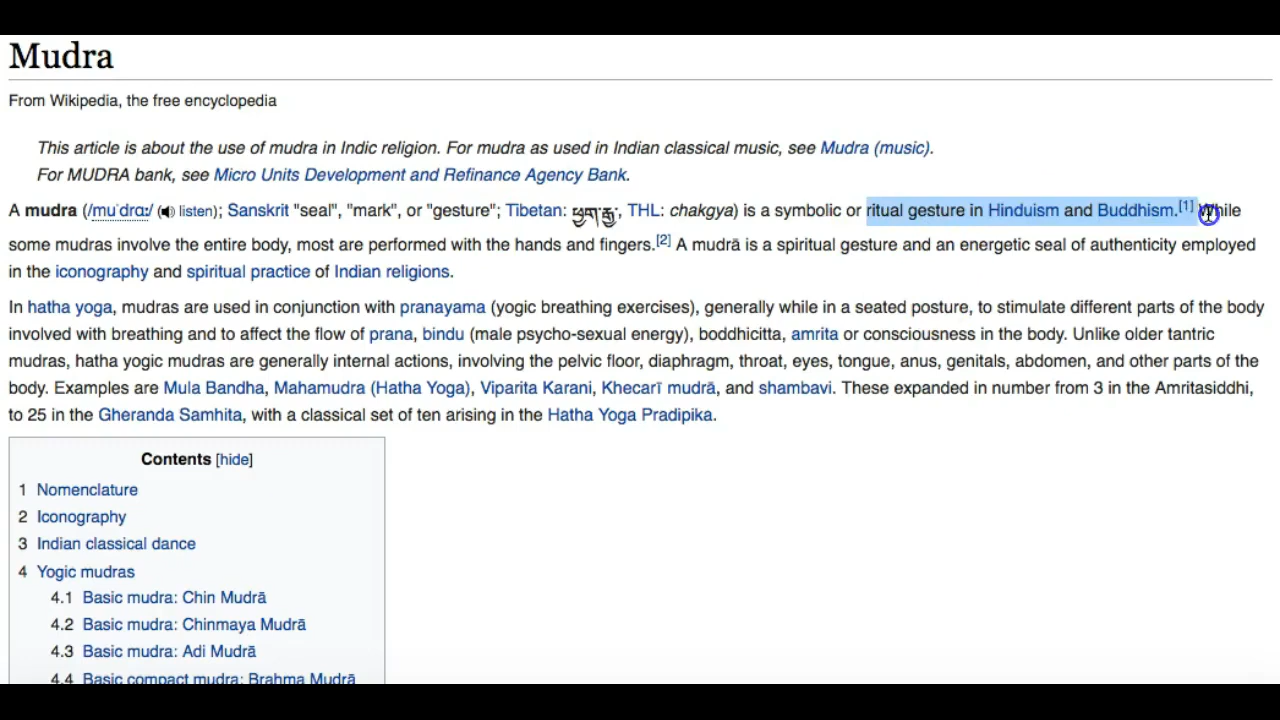 Mudra
From Wikipedia, the free encyclopedia
This article is about the use of mudra in Indic religion. For mudra as used in Indian classical music, see Mudra (music).
For MUDRA bank, see Micro Units Development and Refinance Agency Bank.
A mudra (/muˈdrɑː/ (listen); Sanskrit "seal", "mark", or "gesture"; Tibetan: ཕྱག་རྒྱ་, THL: chakgya) is a symbolic or ritual gesture in Hinduism and Buddhism.[1] While
some mudras involve the entire body, most are performed with the hands and fingers.[2] A mudrā is a spiritual gesture and an energetic seal of authenticity employed
in the iconography and spiritual practice of Indian religions.
In hatha yoga, mudras are used in conjunction with pranayama (yogic breathing exercises), generally while in a seated posture, to stimulate different parts of the body
involved with breathing and to affect the flow of prana, bindu (male psycho-sexual energy), boddhicitta, amrita or consciousness in the body. Unlike older tantric
mudras, hatha yogic mudras are generally internal actions, involving the pelvic floor, diaphragm, throat, eyes, tongue, anus, genitals, abdomen, and other parts of the
body. Examples are Mula Bandha, Mahamudra (Hatha Yoga), Viparita Karani, Khecarī mudrā, and shambavi. These expanded in number from 3 in the Amritasiddhi,
to 25 in the Gheranda Samhita, with a classical set of ten arising in the Hatha Yoga Pradipika.
Contents [hide]
1 Nomenclature
2 Iconography
3 Indian classical dance
4 Yogic mudras
4.1 Basic mudra: Chin Mudrā
4.2 Basic mudra: Chinmaya Mudrā
4.3 Basic mudra: Adi Mudrā
4.4 Basic compact mudra: Brahma Mudrā